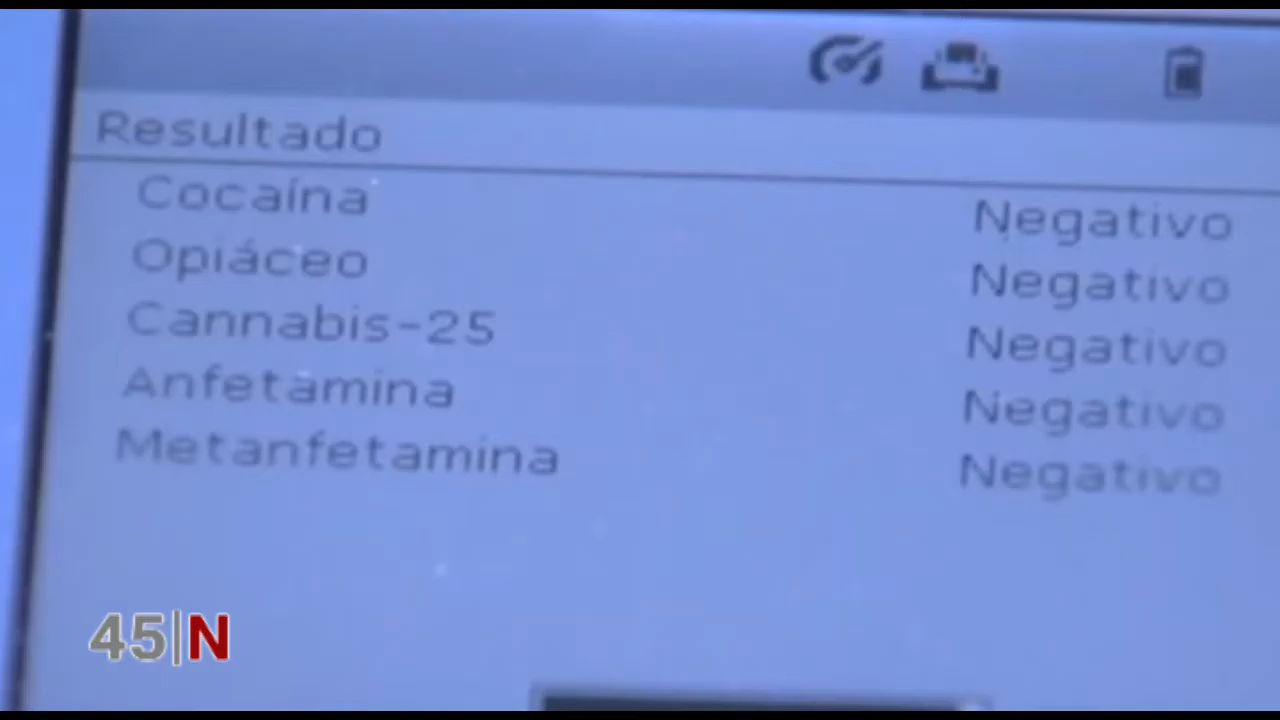 Resultado
Cocaína Negativo
Opiáceo Negativo
Cannabis-25 Negativo
Anfetamina Negativo
Metanfetamina Negativo
45|N